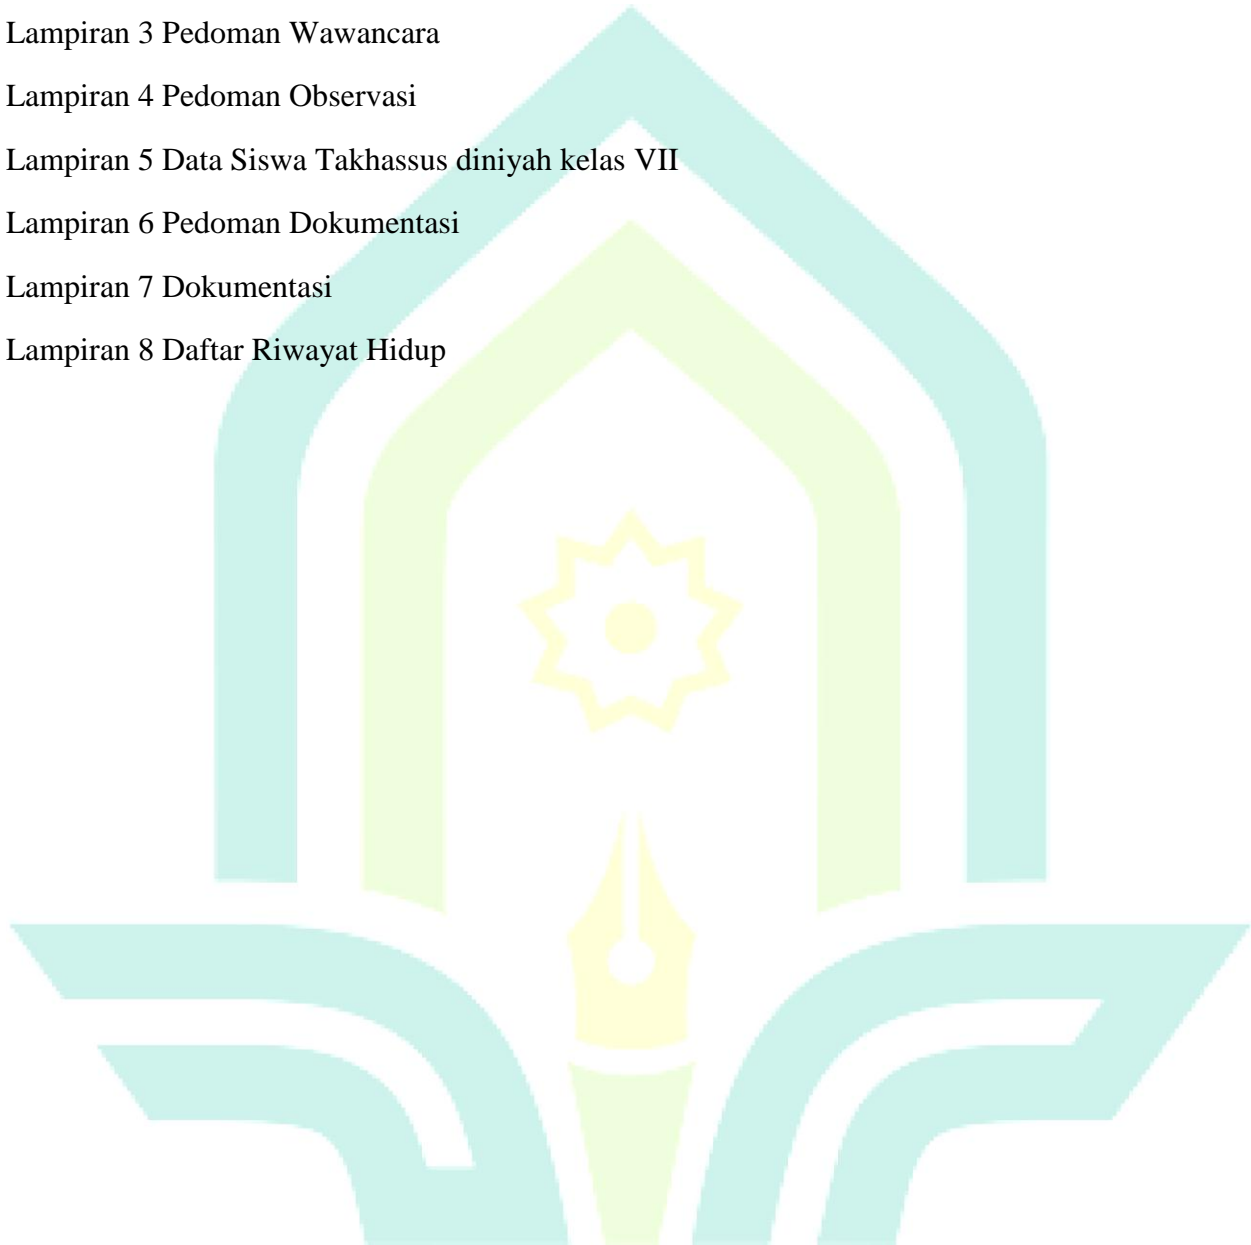 Lampiran 3 Pedoman Wawancara
Lampiran 4 Pedoman Observasi
Lampiran 5 Data Siswa Takhassus diniyah kelas VII
Lampiran 6 Pedoman Dokumentasi
Lampiran 7 Dokumentasi
Lampiran 8 Daftar Riwayat Hidup